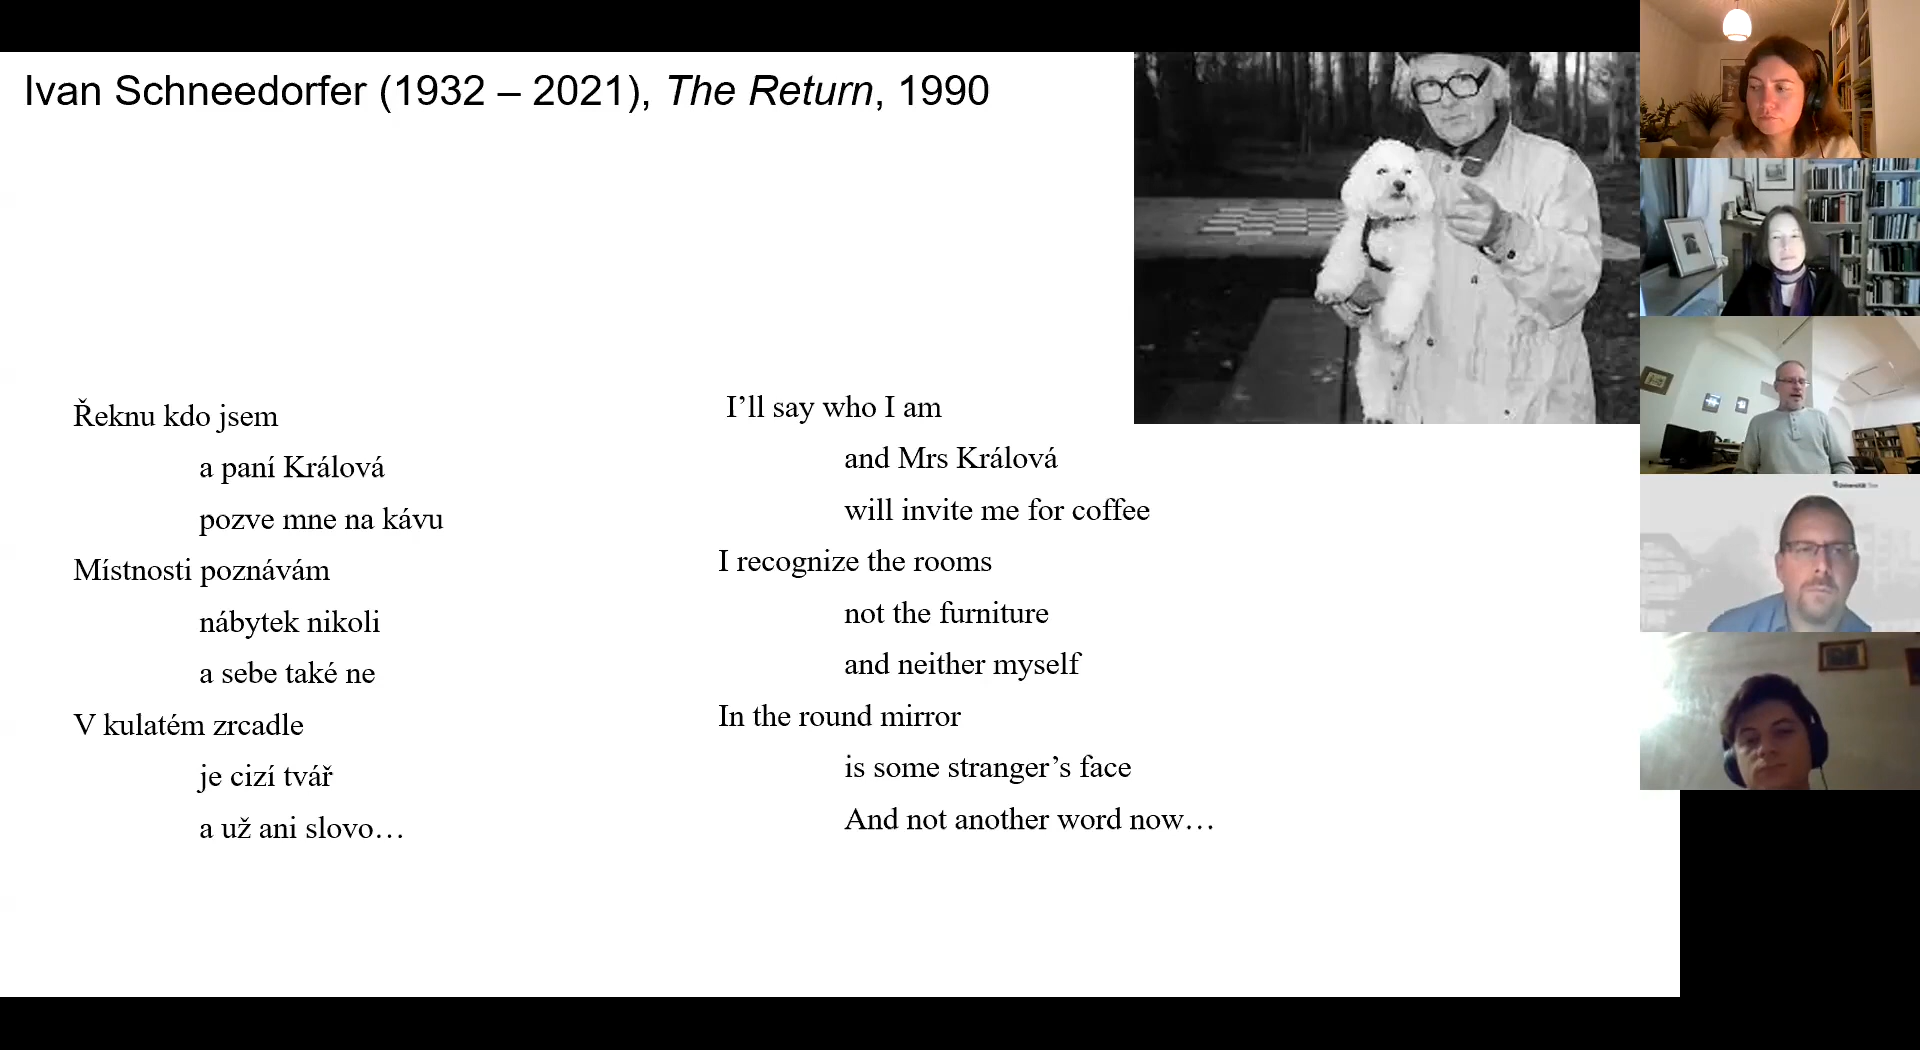 Ivan Schneedorfer (1932 – 2021), The Return, 1990
Řeknu kdo jsem
a paní Králová
pozve mne na kávu
Místnosti poznávám
nábytek nikoli
a sebe také ne
V kulatém zrcadle
je cizí tvář
a už ani slovo…
I’ll say who I am
and Mrs Králová
will invite me for coffee
I recognize the rooms
not the furniture
and neither myself
In the round mirror
is some stranger’s face
And not another word now…